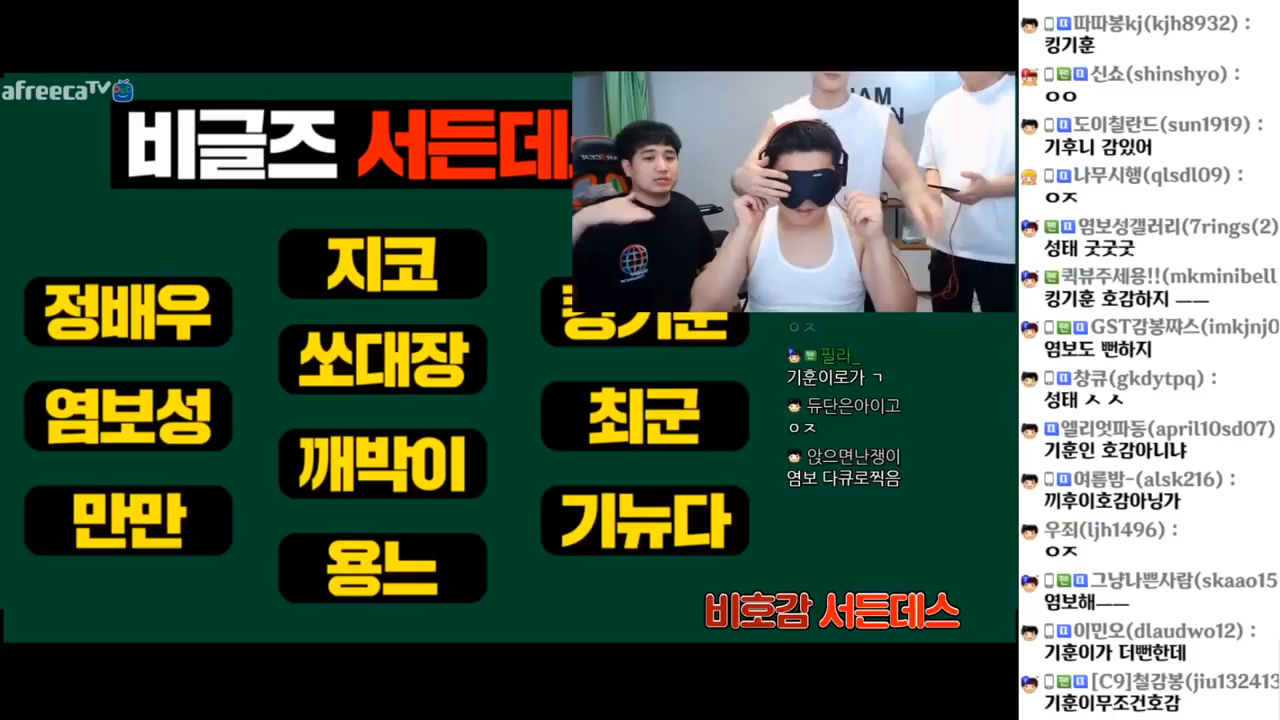 afreecaTV
비글즈 서든데
정배우
지코
킹기훈
쏘대장
염보성
최군
깨박이
만만
기뉴다
용느
비호감 서든데스
ㅇㅈ
필라_
기훈이로가 ㄱ
듀단은아이고
ㅇㅈ
앉으면난쟁이
염보 다큐로찍음
따따봉kj(kjh8932) :
킹기훈
신쇼(shinshyo) :
ㅇㅇ
도이칠란드(sun1919) :
기후니 감있어
나무시행(qlsdl09) :
ㅇㅈ
염보성갤러리(7rings(2)
성태 굿굿굿
퀵뷰주세용!!(mkminibell
킹기훈 호감하지 ㅡㅡ
GST감봉쨔스(imkjnj0
염보도 뻔하지
창큐(gkdytpq) :
성태 ㅅ ㅅ
엘리엇파동(april10sd07)
기훈인 호감아니냐
여름밤-(alsk216) :
끼후이호감아닝가
우죄(ljh1496) :
ㅇㅈ
그냥나쁜사람(skaao15
염보해ㅡㅡ
이민오(dlaudwo12) :
기훈이가 더뻔한데
[C9]철감봉(jiu132413
기훈이무조건호감